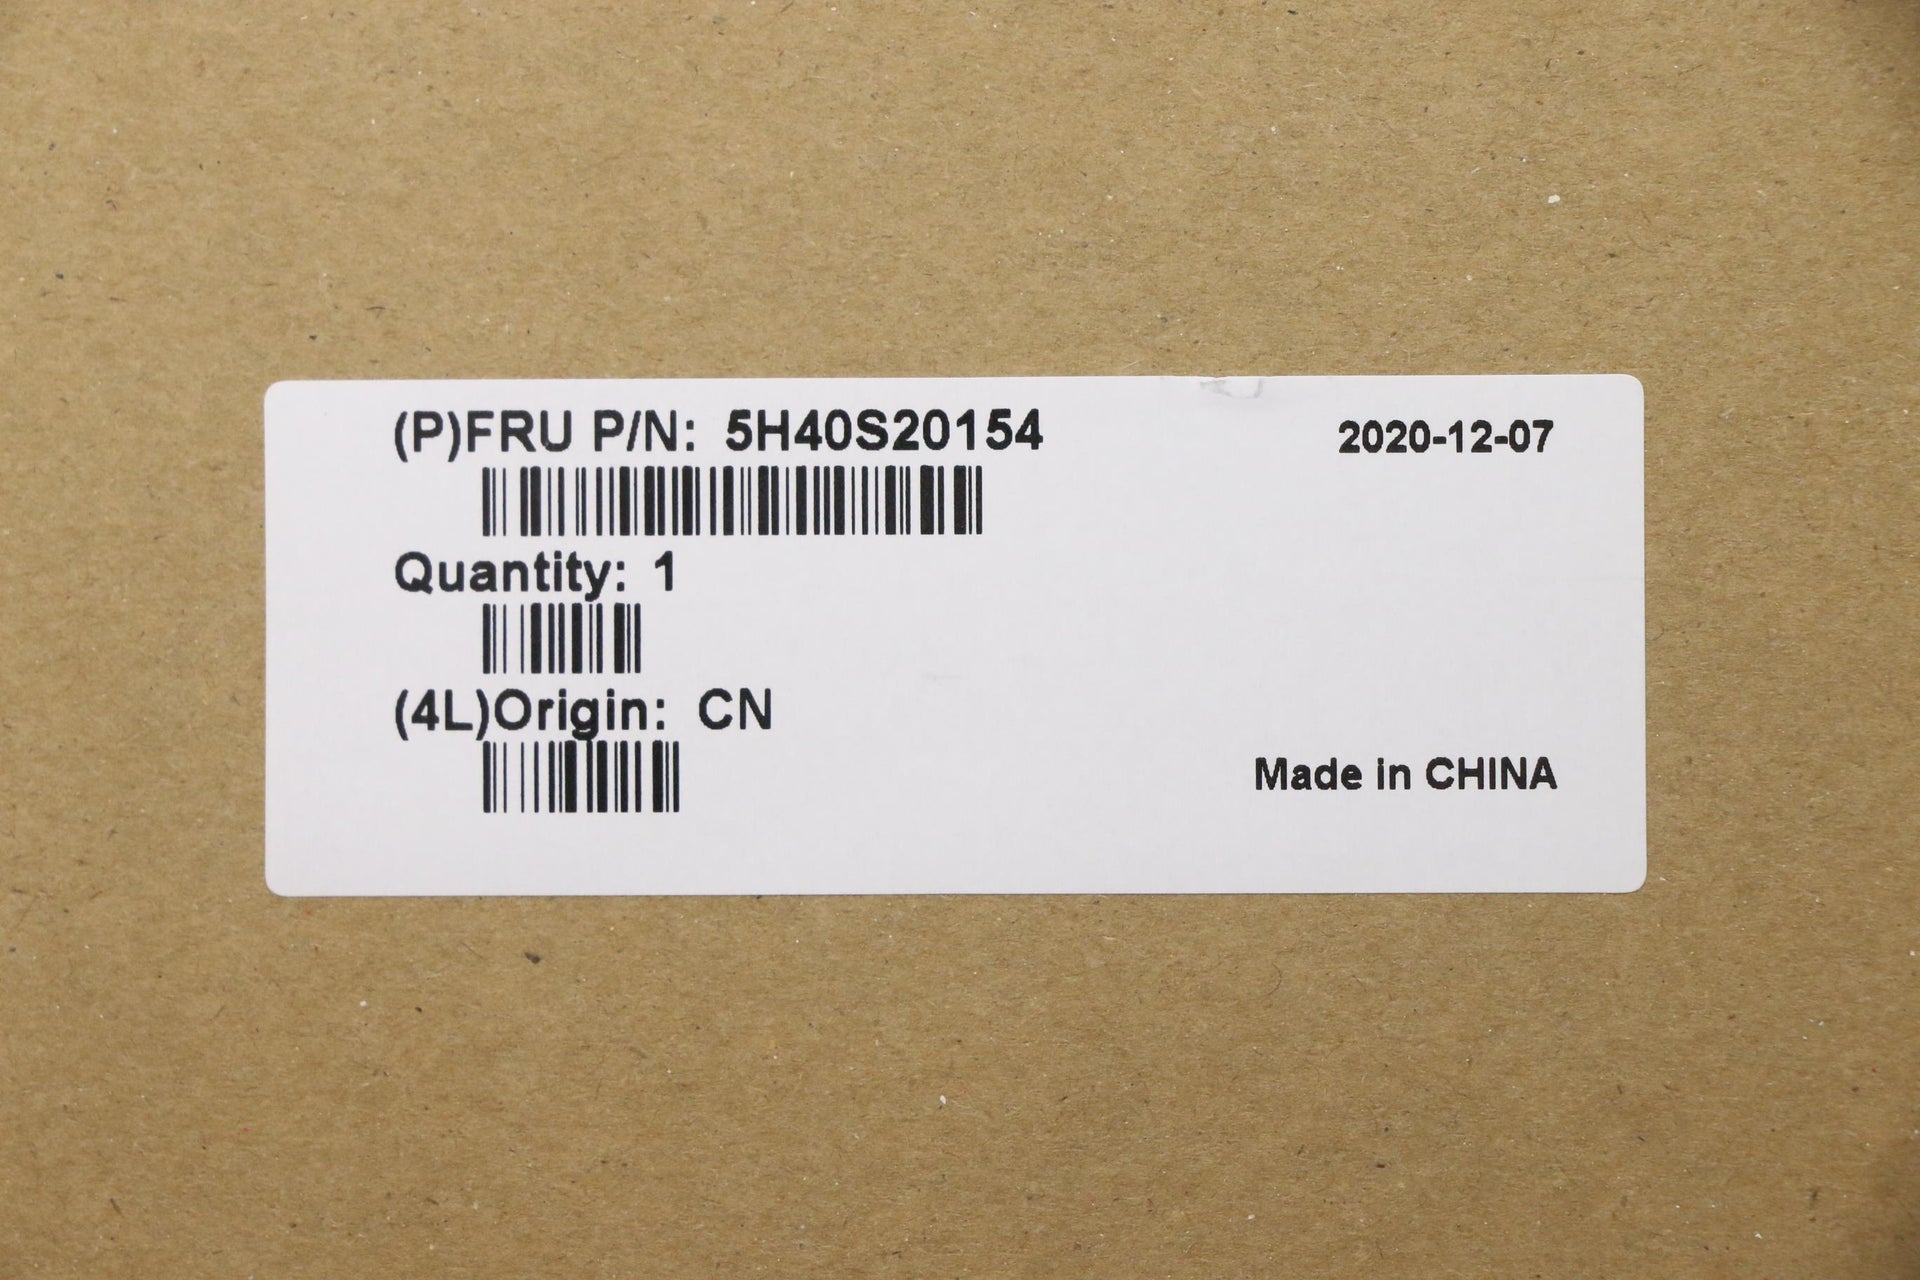 (P)FRU P/N: 5H40S20154
2020-12-07
Quantity: 1
(4L)Origin: CN
Made in CHINA